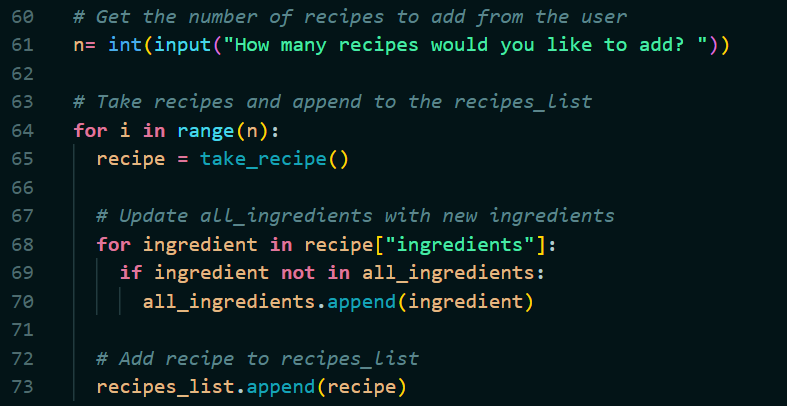 60 # Get the number of recipes to add from the user
61 n= int(input("How many recipes would you like to add? "))
62
63 # Take recipes and append to the recipes_list
64 for i in range(n):
65   recipe = take_recipe()
66
67   # Update all_ingredients with new ingredients
68   for ingredient in recipe["ingredients"]:
69     if ingredient not in all_ingredients:
70       all_ingredients.append(ingredient)
71
72   # Add recipe to recipes_list
73   recipes_list.append(recipe)